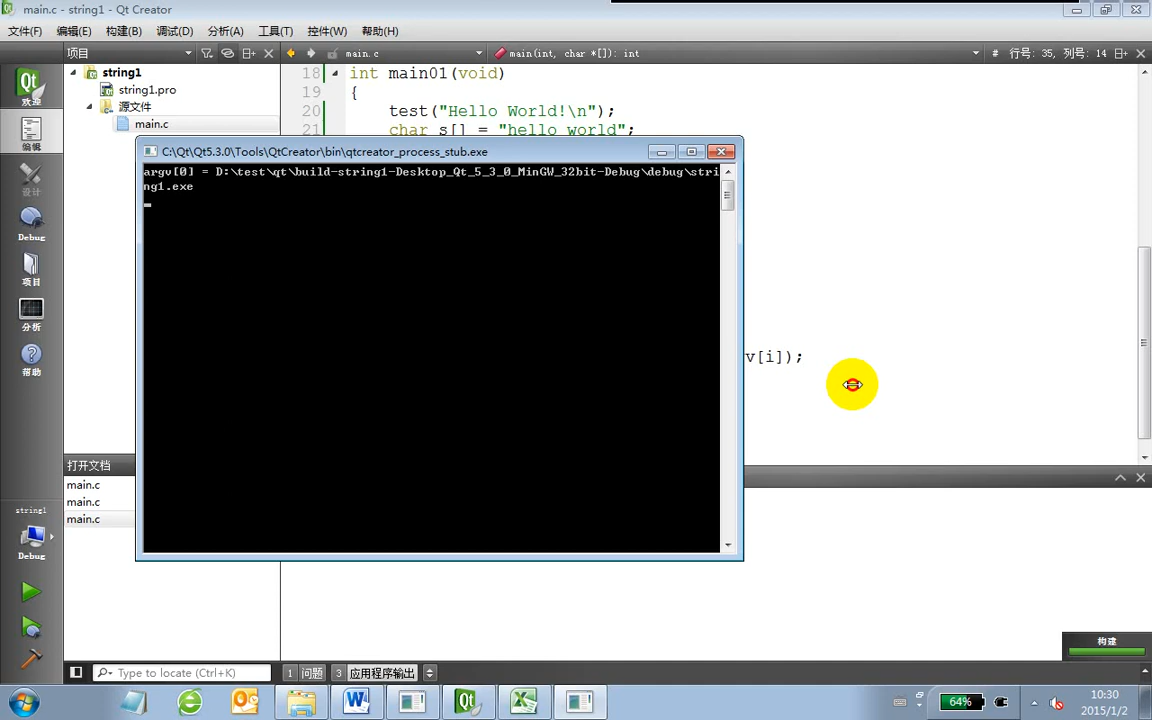 main.c - string1 - Qt Creator
文件(F) 编辑(E) 构建(B) 调试(D) 分析(A) 工具(T) 控件(W) 帮助(H)
项目
main.c
main(int, char *[]): int
# 行号: 35, 列号: 14
欢迎
编辑
设计
Debug
项目
分析
帮助
string1
string1.pro
源文件
main.c
18 int main01(void)
19 {
20 test("Hello World!\n");
21 char s[] = "hello world";
C:\Qt\Qt5.3.0\Tools\QtCreator\bin\qtcreator_process_stub.exe
argv[0] = D:\test\qt\build-string1-Desktop_Qt_5_3_0_MinGW_32bit-Debug\debug\stri
ng1.exe
v[i]);
打开文档
main.c
main.c
main.c
string1
Debug
构建
Type to locate (Ctrl+K)
1 问题 3 应用程序输出
64%
10:30
2015/1/2